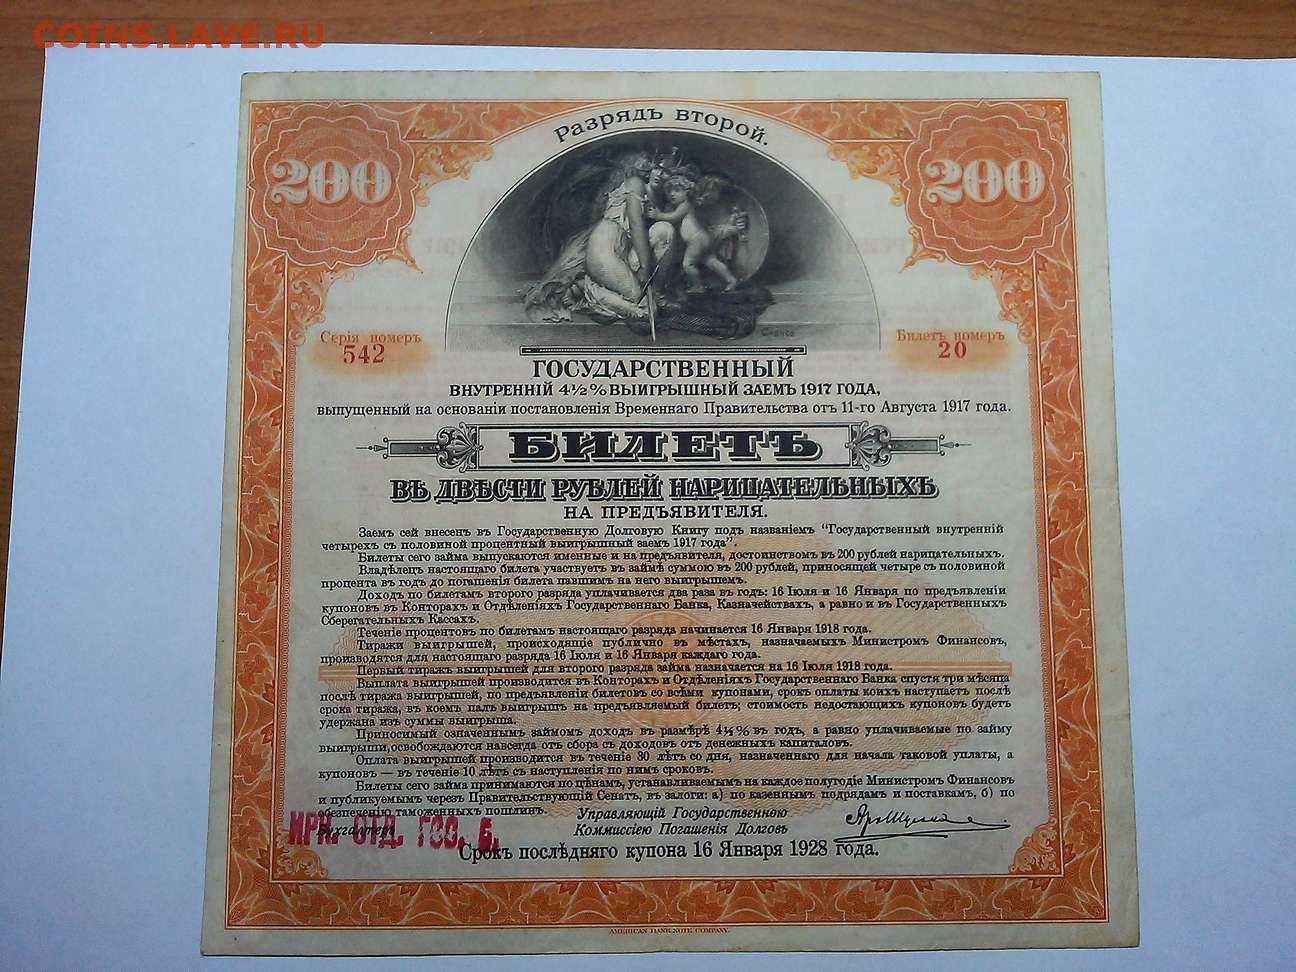 COINS.LAVE.RU
Разрядъ второй.
200
200
Серія номеръ
542
Билетъ номеръ
20
ГОСУДАРСТВЕННЫЙ
ВНУТРЕННІЙ 4½% ВЫИГРЫШНЫЙ ЗАЕМЪ 1917 ГОДА,
выпущенный на основаніи постановленія Временнаго Правительства отъ 11-го Августа 1917 года.
БИЛЕТЪ
ВЪ ДВѢСТИ РУБЛЕЙ НАРИЦАТЕЛЬНЫХЪ
НА ПРЕДЪЯВИТЕЛЯ.
Заемъ сей внесенъ въ Государственную Долговую Книгу подъ названіемъ "Государственный внутренній
четырехъ съ половиной процентный выигрышный заемъ 1917 года".
Билеты сего займа выпускаются именные и на предъявителя, достоинствомъ въ 200 рублей нарицательныхъ.
Владѣлецъ настоящаго билета участвуетъ въ займѣ суммою въ 200 рублей, приносящей четыре съ половиной
процента въ годъ до погашенія билета павшимъ на него выигрышемъ.
Доходъ по билетамъ второго разряда уплачивается два раза въ годъ: 16 Іюля и 16 Января по предъявленіи
купоновъ въ Конторахъ и Отдѣленіяхъ Государственнаго Банка, Казначействахъ, а равно и въ Государственныхъ
Сберегательныхъ Кассахъ.
Теченіе процентовъ по билетамъ настоящаго разряда начинается 16 Января 1918 года.
Тиражи выигрышей, происходящіе публично въ мѣстахъ, назначаемыхъ Министромъ Финансовъ,
производятся для настоящаго разряда 16 Іюля и 16 Января каждаго года.
Первый тиражъ выигрышей для второго разряда займа назначается на 16 Іюля 1918 года.
Выплата выигрышей производится въ Конторахъ и Отдѣленіяхъ Государственнаго Банка спустя три мѣсяца
послѣ тиража выигрышей, по предъявленіи билетовъ со всѣми купонами, срокъ оплаты коихъ наступаетъ послѣ
срока тиража, въ коемъ палъ выигрышъ на предъявляемый билетъ; стоимость недостающихъ купоновъ будетъ
удержана изъ суммы выигрыша.
Приносимый означеннымъ займомъ доходъ въ размѣрѣ 4½% въ годъ, а равно уплачиваемые по займу
выигрыши, освобождаются навсегда отъ сбора съ доходовъ отъ денежныхъ капиталовъ.
Оплата выигрышей производится въ теченіе 30 лѣтъ со дня, назначеннаго для начала таковой уплаты, а
купоновъ — въ теченіе 10 лѣтъ съ наступленія по нимъ сроковъ.
Билеты сего займа принимаются по цѣнамъ, устанавливаемымъ на каждое полугодіе Министромъ Финансовъ
и публикуемымъ черезъ Правительствующій Сенатъ, въ залоги: а) по казеннымъ подрядамъ и поставкамъ, б) по
обезпеченію таможенныхъ пошлинъ.
Управляющій Государственною
Коммиссіею Погашенія Долговъ
Бухгалтеръ
ИРК. ОТД. ГОС. Б.
Срокъ послѣдняго купона 16 Января 1928 года.
AMERICAN BANK NOTE COMPANY.